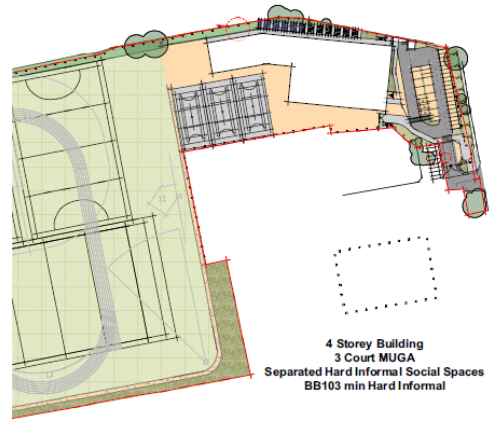 4 Storey Building
3 Court MUGA
Separated Hard Informal Social Spaces
BB103 min Hard Informal